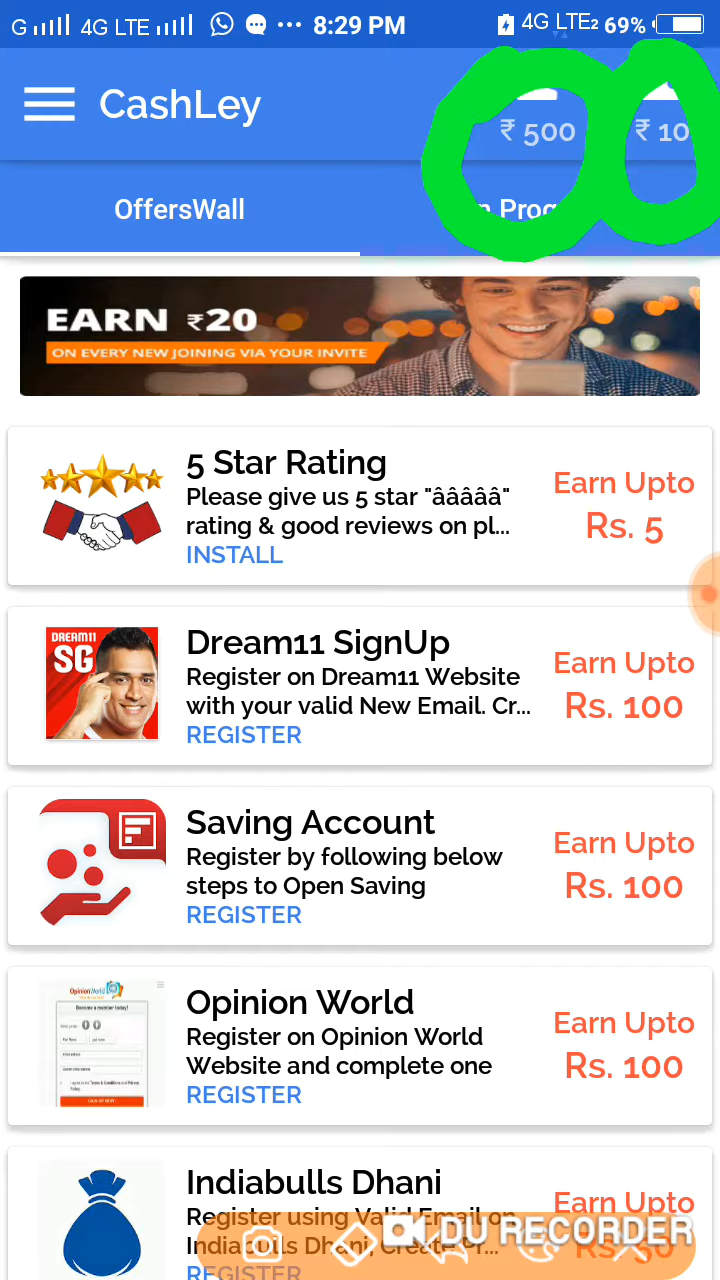 G 4G LTE 8:29 PM 4G LTE2 69%
CashLey
₹ 500 ₹ 10
OffersWall
EARN ₹20
ON EVERY NEW JOINING VIA YOUR INVITE
5 Star Rating
Please give us 5 star "âââââ"
rating & good reviews on pl...
INSTALL
Earn Upto
Rs. 5
DREAM11
SG
Dream11 SignUp
Register on Dream11 Website
with your valid New Email. Cr...
REGISTER
Earn Upto
Rs. 100
Saving Account
Register by following below
steps to Open Saving
REGISTER
Earn Upto
Rs. 100
OpinionWorld
Become a member today!
Opinion World
Register on Opinion World
Website and complete one
REGISTER
Earn Upto
Rs. 100
Indiabulls Dhani
Register using Valid Email on
Indiabulls Dhani, Create Pr...
REGISTER
Earn Upto
Rs. 50
DU RECORDER